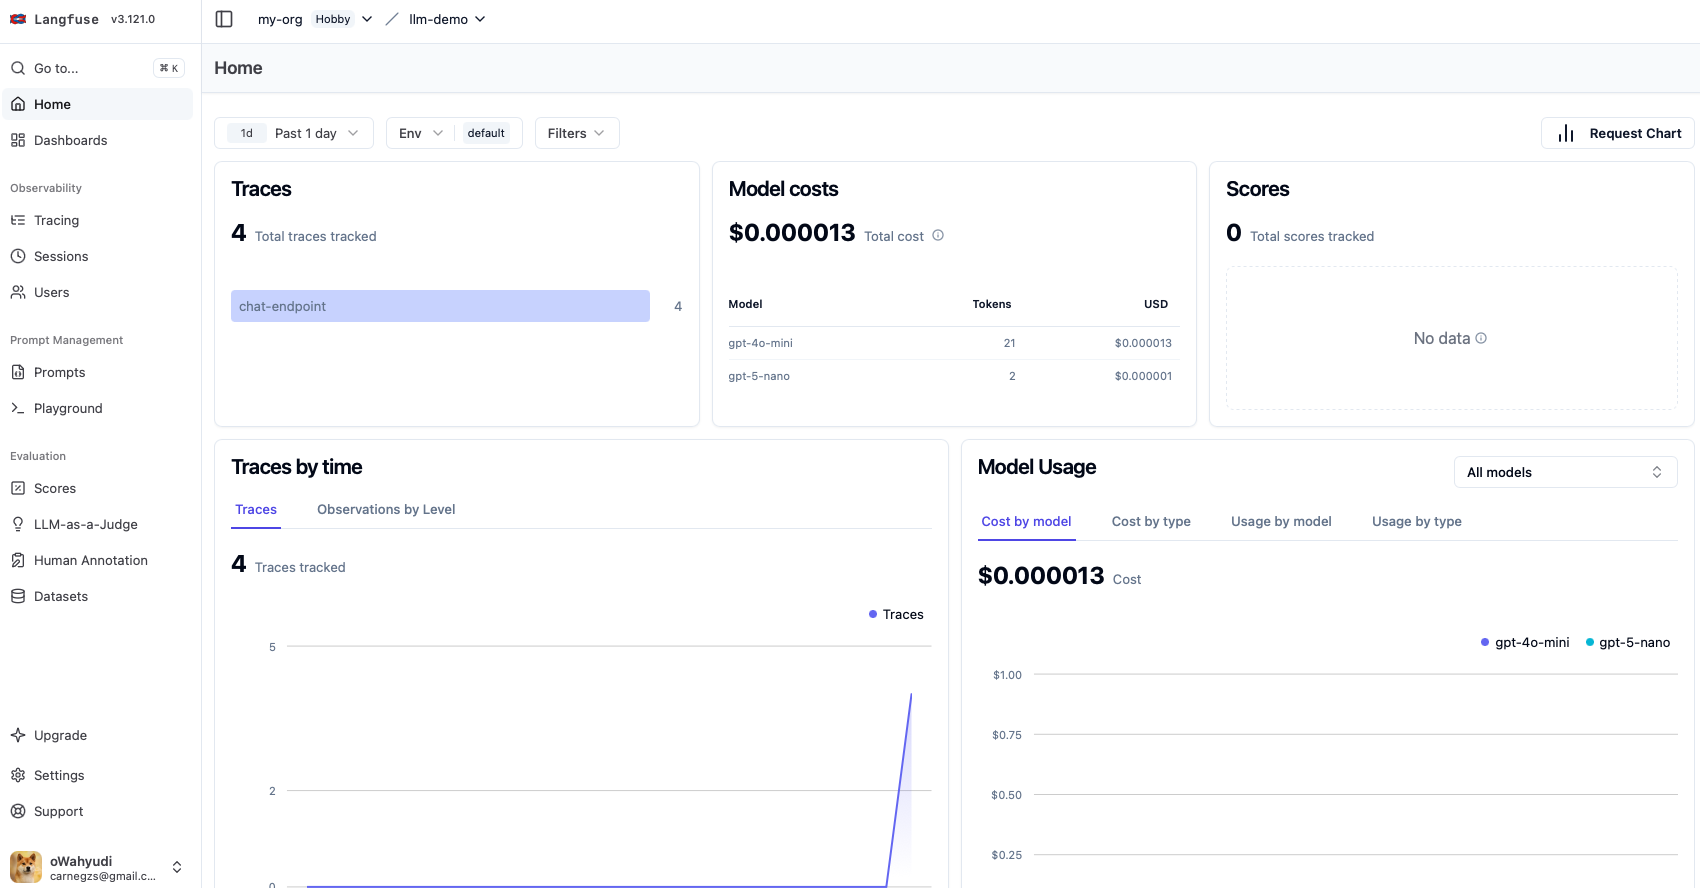 Langfuse v3.121.0
my-org Hobby / llm-demo
Go to... ⌘ K
Home
Dashboards
Observability
Tracing
Sessions
Users
Prompt Management
Prompts
Playground
Evaluation
Scores
LLM-as-a-Judge
Human Annotation
Datasets
Upgrade
Settings
Support
oWahyudi
carnegzs@gmail.c...
Home
1d Past 1 day
Env default
Filters
Request Chart
Traces
4 Total traces tracked
chat-endpoint 4
Model costs
$0.000013 Total cost
Model Tokens USD
gpt-4o-mini 21 $0.000013
gpt-5-nano 2 $0.000001
Scores
0 Total scores tracked
No data
Traces by time
Traces Observations by Level
4 Traces tracked
Traces
5
2
0
Model Usage
All models
Cost by model Cost by type Usage by model Usage by type
$0.000013 Cost
gpt-4o-mini gpt-5-nano
$1.00
$0.75
$0.50
$0.25